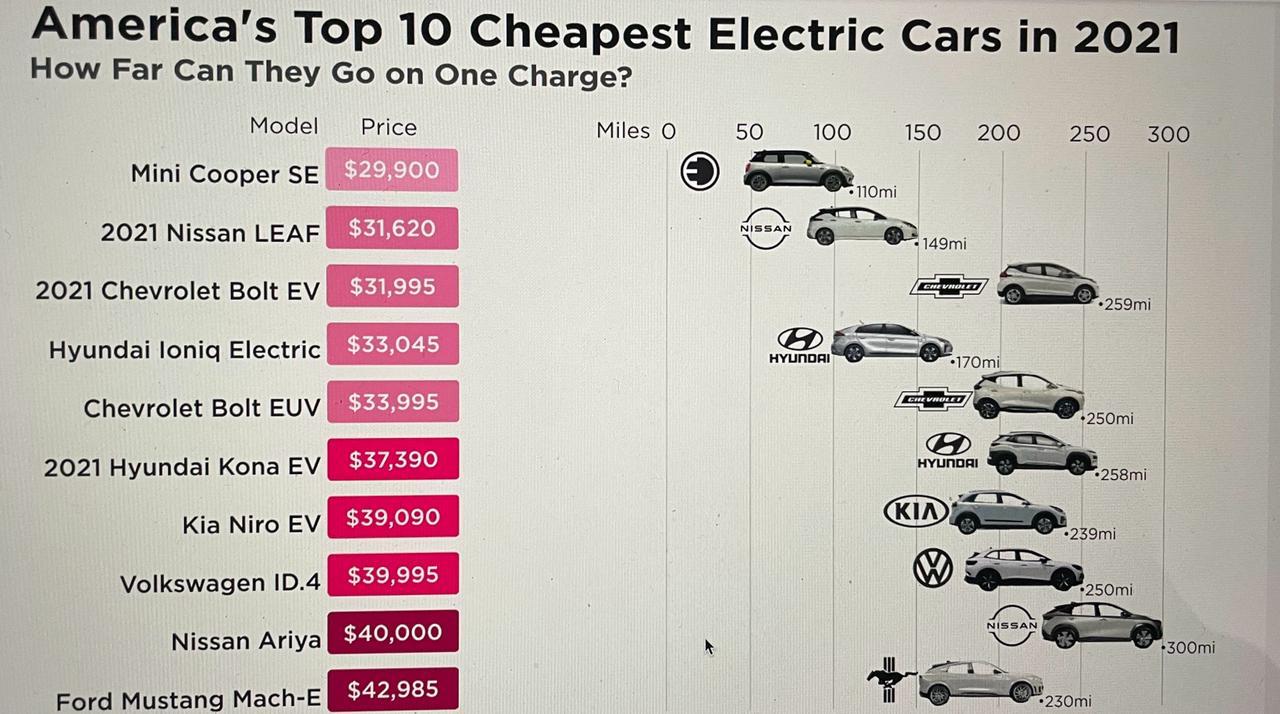 America's Top 10 Cheapest Electric Cars in 2021
How Far Can They Go on One Charge?
Model Price Miles 0 50 100 150 200 250 300
Mini Cooper SE $29,900 110mi
2021 Nissan LEAF $31,620 NISSAN 149mi
2021 Chevrolet Bolt EV $31,995 CHEVROLET 259mi
Hyundai Ioniq Electric $33,045 HYUNDAI 170mi
Chevrolet Bolt EUV $33,995 CHEVROLET 250mi
2021 Hyundai Kona EV $37,390 HYUNDAI 258mi
Kia Niro EV $39,090 KIA 239mi
Volkswagen ID.4 $39,995 VW 250mi
Nissan Ariya $40,000 NISSAN 300mi
Ford Mustang Mach-E $42,985 230mi